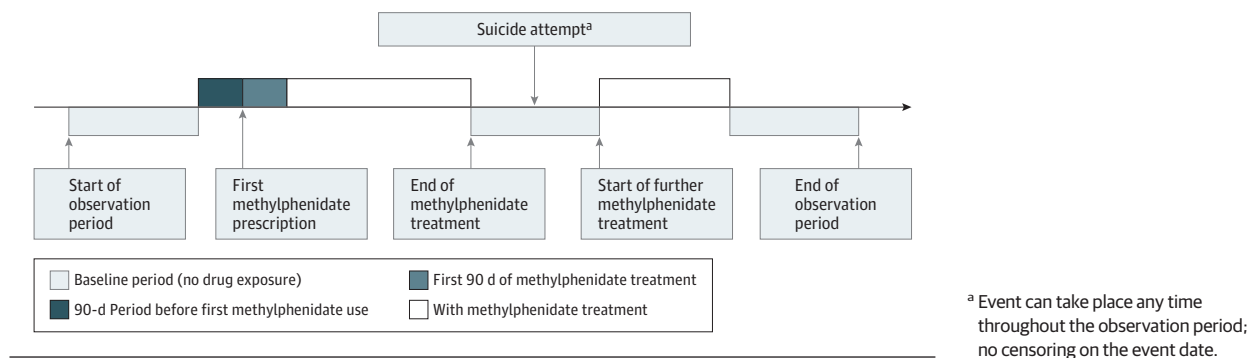 Suicide attempta
Start of
observation
period
First
methylphenidate
prescription
End of
methylphenidate
treatment
Start of further
methylphenidate
treatment
End of
observation
period
Baseline period (no drug exposure)
First 90 d of methylphenidate treatment
90-d Period before first methylphenidate use
With methylphenidate treatment
a Event can take place any time
throughout the observation period;
no censoring on the event date.